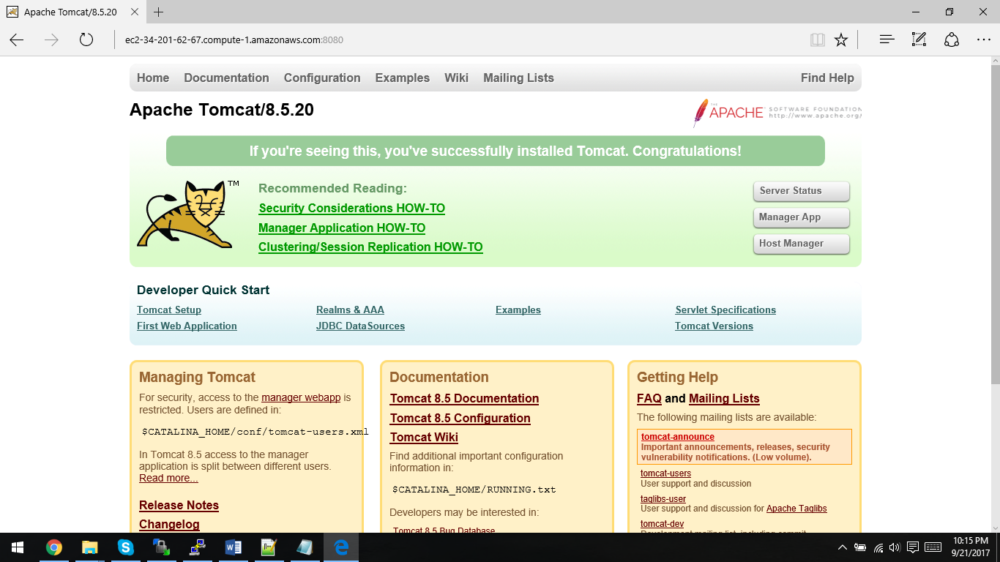 Apache Tomcat/8.5.20
ec2-34-201-62-67.compute-1.amazonaws.com:8080
Home Documentation Configuration Examples Wiki Mailing Lists Find Help
Apache Tomcat/8.5.20
THE APACHE SOFTWARE FOUNDATION
http://www.apache.org/
If you're seeing this, you've successfully installed Tomcat. Congratulations!
TM
Recommended Reading:
Security Considerations HOW-TO
Manager Application HOW-TO
Clustering/Session Replication HOW-TO
Server Status
Manager App
Host Manager
Developer Quick Start
Tomcat Setup
First Web Application
Realms & AAA
JDBC DataSources
Examples
Servlet Specifications
Tomcat Versions
Managing Tomcat
For security, access to the manager webapp is
restricted. Users are defined in:
$CATALINA_HOME/conf/tomcat-users.xml
In Tomcat 8.5 access to the manager
application is split between different users.
Read more...
Release Notes
Changelog
Documentation
Tomcat 8.5 Documentation
Tomcat 8.5 Configuration
Tomcat Wiki
Find additional important configuration
information in:
$CATALINA_HOME/RUNNING.txt
Developers may be interested in:
Tomcat 8.5 Bug Database
Getting Help
FAQ and Mailing Lists
The following mailing lists are available:
tomcat-announce
Important announcements, releases, security
vulnerability notifications. (Low volume).
tomcat-users
User support and discussion
taglibs-user
User support and discussion for Apache Taglibs
tomcat-dev
Development mailing list, including commit
10:15 PM
9/21/2017